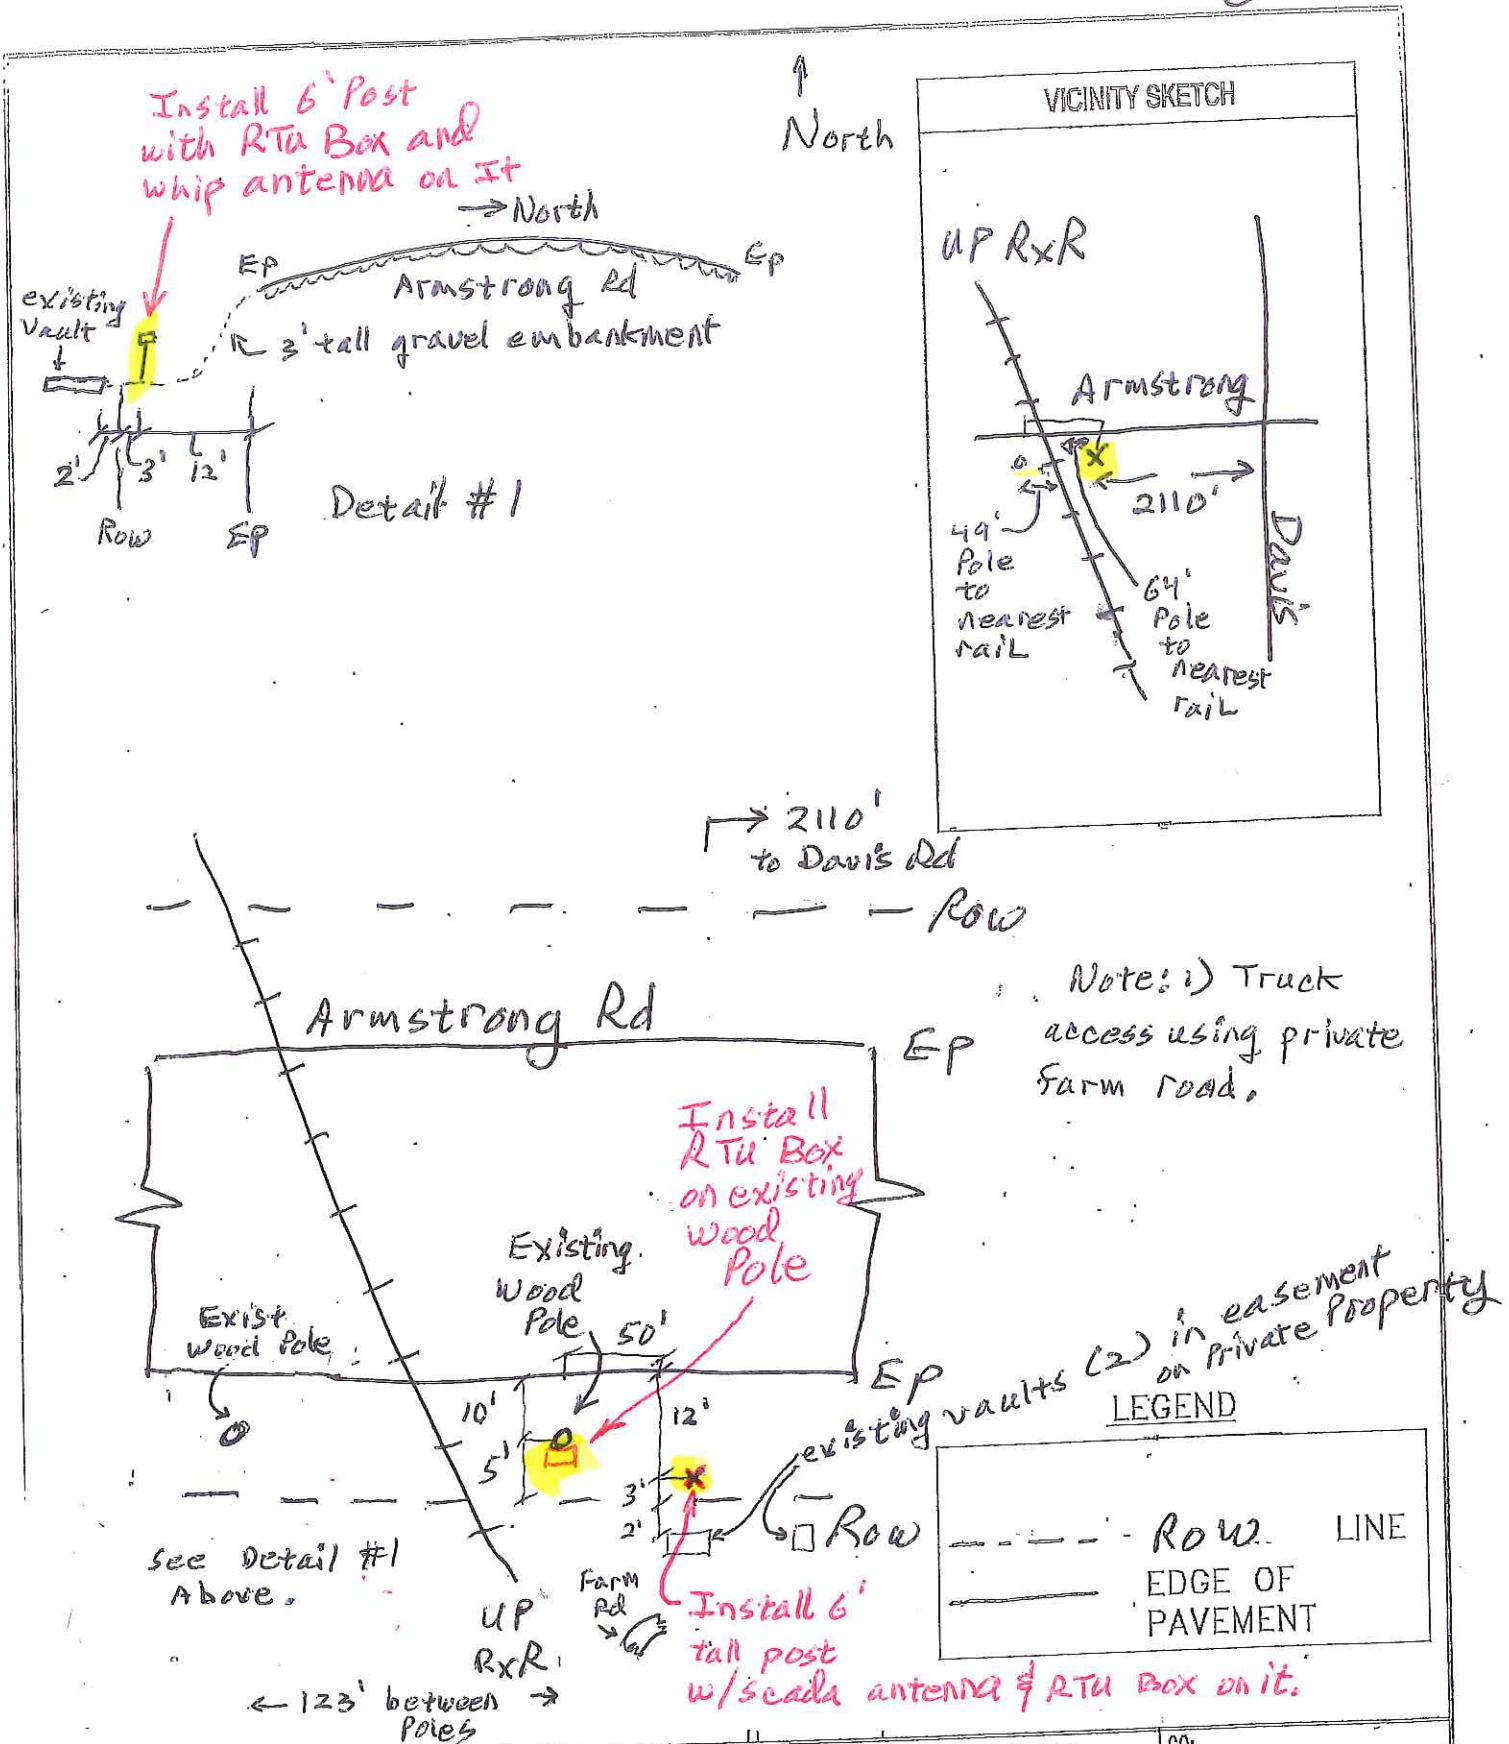 Install 6' Post
with RTU Box and
whip antenna on It
↑
North
VICINITY SKETCH
→ North
Ep
Ep
Armstrong Rd
existing
Vault
3' tall gravel embankment
2'
3'
12'
Row
Ep
Detail #1
UP RxR
Armstrong
2110'
Davis
49'
Pole
to
nearest
rail
64'
Pole
to
nearest
rail
→ 2110'
to Davis Rd
Row
Note: 1) Truck
access using private
Farm road.
Armstrong Rd
Ep
Install
RTU Box
on existing
wood
Pole
Existing
Wood
Pole
50'
Exist
Wood Pole
Ep
existing vaults (2) in easement
on Private Property
10'
5'
12'
3'
2'
Row
See Detail #1
Above.
UP
RxR
Farm
Rd
Install 6'
tall post
w/scada antenna & RTU Box on it.
← 123' between →
Poles
LEGEND
Row LINE
EDGE OF
PAVEMENT